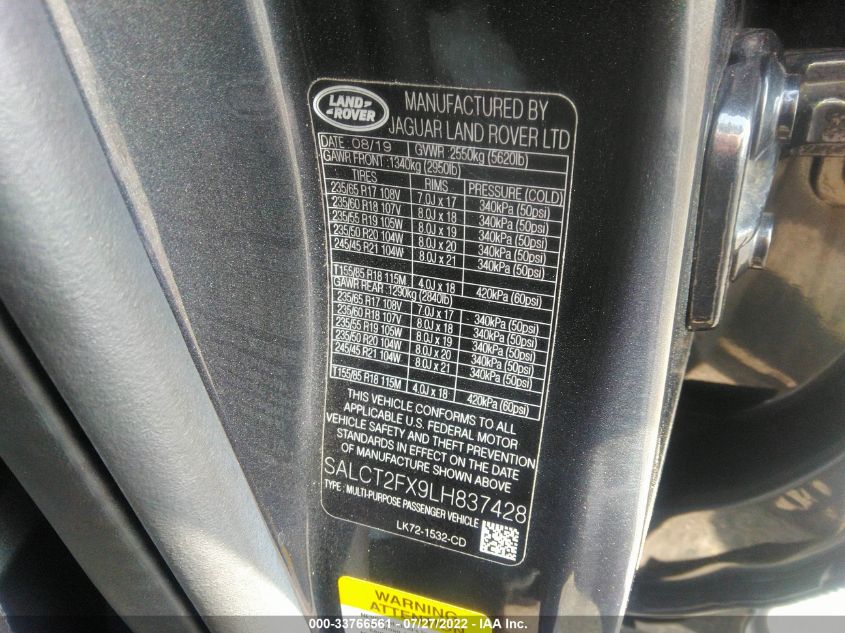 LAND ROVER
MANUFACTURED BY
JAGUAR LAND ROVER LTD
DATE : 08/19 GVWR :2550kg (5620lb)
GAWR FRONT :1340kg (2950lb)
TIRES RIMS PRESSURE (COLD)
235/65 R17 108V 7.0J x 17 340kPa (50psi)
235/60 R18 107V 8.0J x 18 340kPa (50psi)
235/55 R19 105W 8.0J x 19 340kPa (50psi)
235/50 R20 104W 8.0J x 20 340kPa (50psi)
245/45 R21 104W 8.0J x 21 340kPa (50psi)
T155/85 R18 115M 4.0J x 18 420kPa (60psi)
GAWR REAR :1290kg (2840lb)
235/65 R17 108V 7.0J x 17 340kPa (50psi)
235/60 R18 107V 8.0J x 18 340kPa (50psi)
235/55 R19 105W 8.0J x 19 340kPa (50psi)
235/50 R20 104W 8.0J x 20 340kPa (50psi)
245/45 R21 104W 8.0J x 21 340kPa (50psi)
T155/85 R18 115M 4.0J x 18 420kPa (60psi)
THIS VEHICLE CONFORMS TO ALL
APPLICABLE U.S. FEDERAL MOTOR
VEHICLE SAFETY AND THEFT PREVENTION
STANDARDS IN EFFECT ON THE DATE
OF MANUFACTURE SHOWN ABOVE
SALCT2FX9LH837428
TYPE : MULTI-PURPOSE PASSENGER VEHICLE
LK72-1532-CD
WARNING
ATTENTION
000-33766561 - 07/27/2022 - IAA Inc.